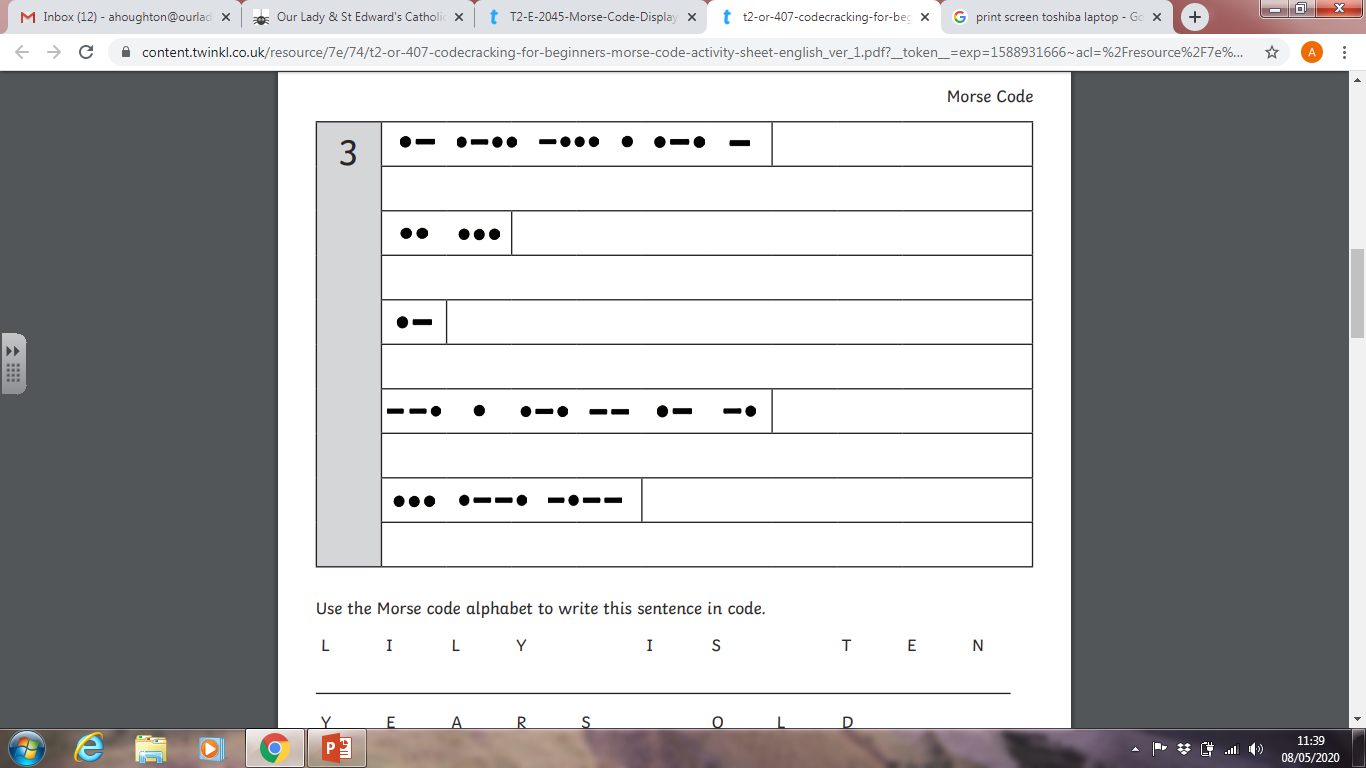 Inbox (12) - ahoughton@ourlad
Our Lady & St Edward's Catholi
T2-E-2045-Morse-Code-Display
t2-or-407-codecracking-for-beg
print screen toshiba laptop - Go
content.twinkl.co.uk/resource/7e/74/t2-or-407-codecracking-for-beginners-morse-code-activity-sheet-english_ver_1.pdf?__token__=exp=1588931666~acl=%2Fresource%2F7e%...
A
Morse Code
3
●− ●−●● −●●● ● ●−● −
●● ●●●
●−
−−● ● ●−● −− ●− −●
●●● ●−−● −●−−
Use the Morse code alphabet to write this sentence in code.
L I L Y I S T E N
Y E A R S O L D
11:39
08/05/2020